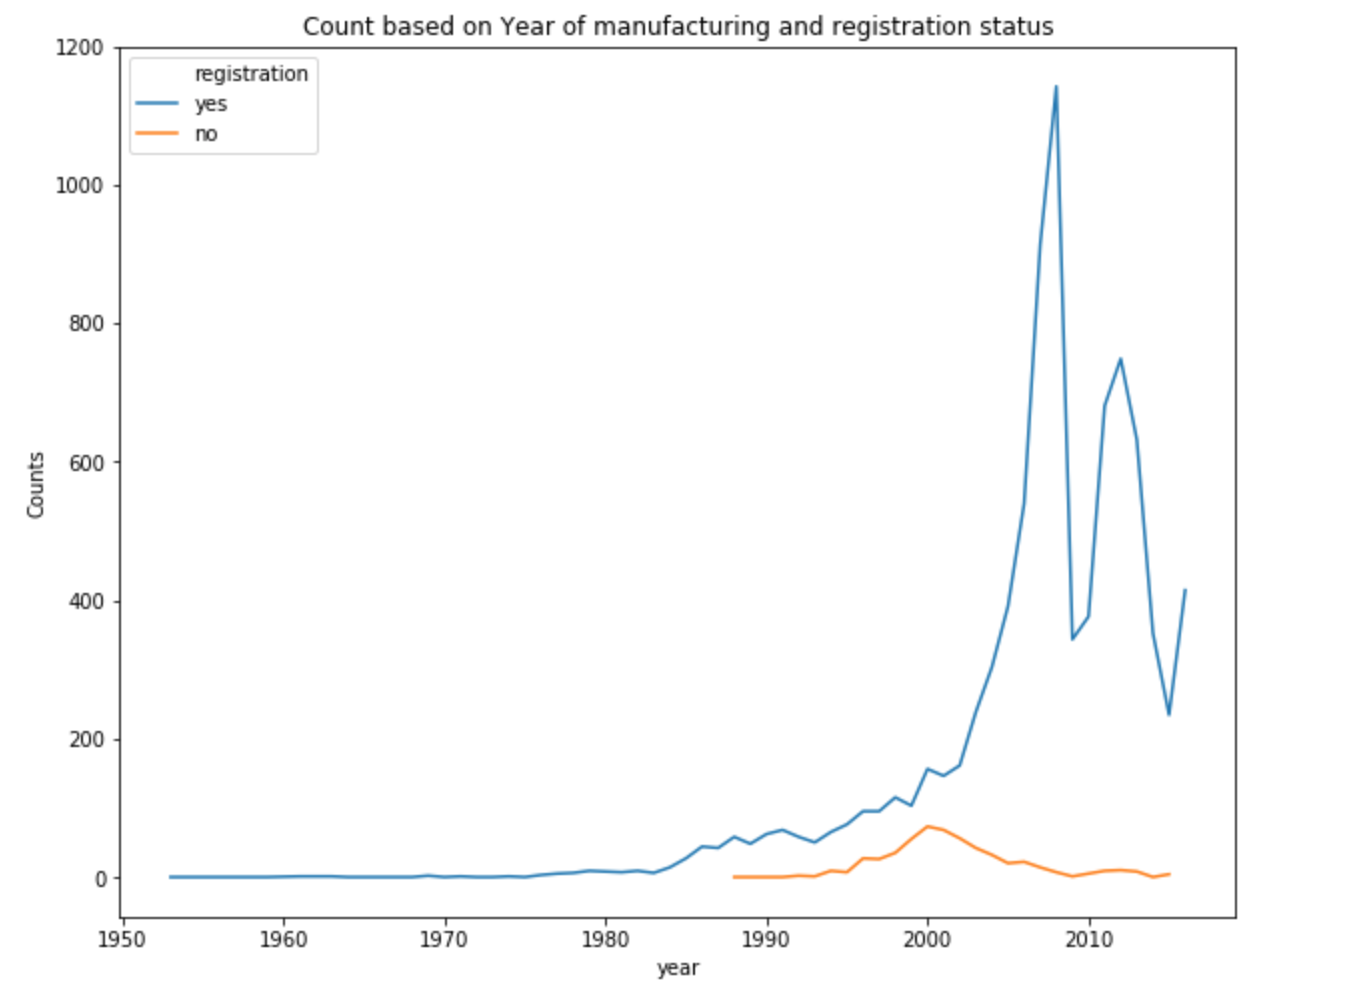 Count based on Year of manufacturing and registration status
1200
registration
yes
no
1000
800
600
400
200
0
Counts
1950 1960 1970 1980 1990 2000 2010
year